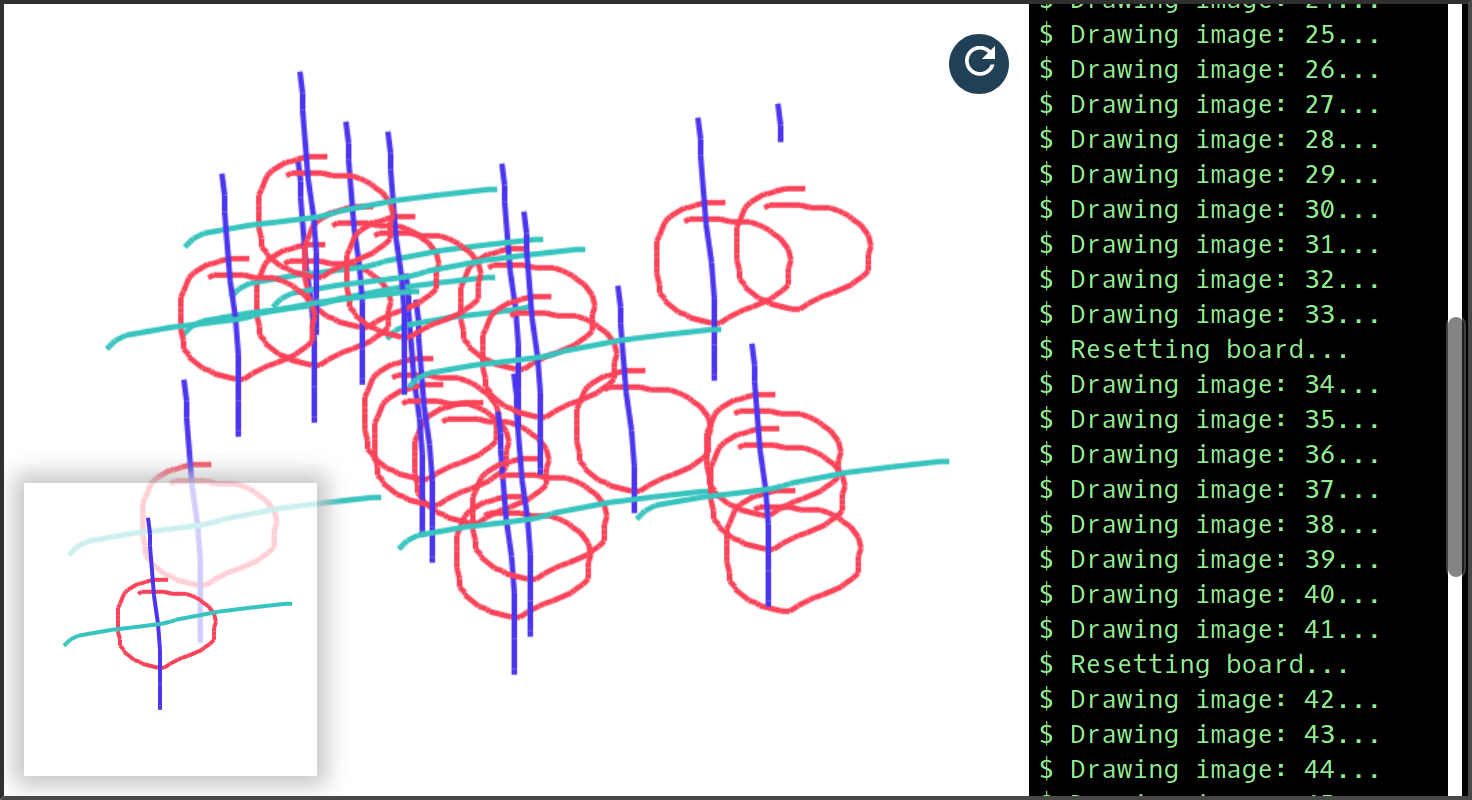 $ Drawing image: 24...
$ Drawing image: 25...
$ Drawing image: 26...
$ Drawing image: 27...
$ Drawing image: 28...
$ Drawing image: 29...
$ Drawing image: 30...
$ Drawing image: 31...
$ Drawing image: 32...
$ Drawing image: 33...
$ Resetting board...
$ Drawing image: 34...
$ Drawing image: 35...
$ Drawing image: 36...
$ Drawing image: 37...
$ Drawing image: 38...
$ Drawing image: 39...
$ Drawing image: 40...
$ Drawing image: 41...
$ Resetting board...
$ Drawing image: 42...
$ Drawing image: 43...
$ Drawing image: 44...